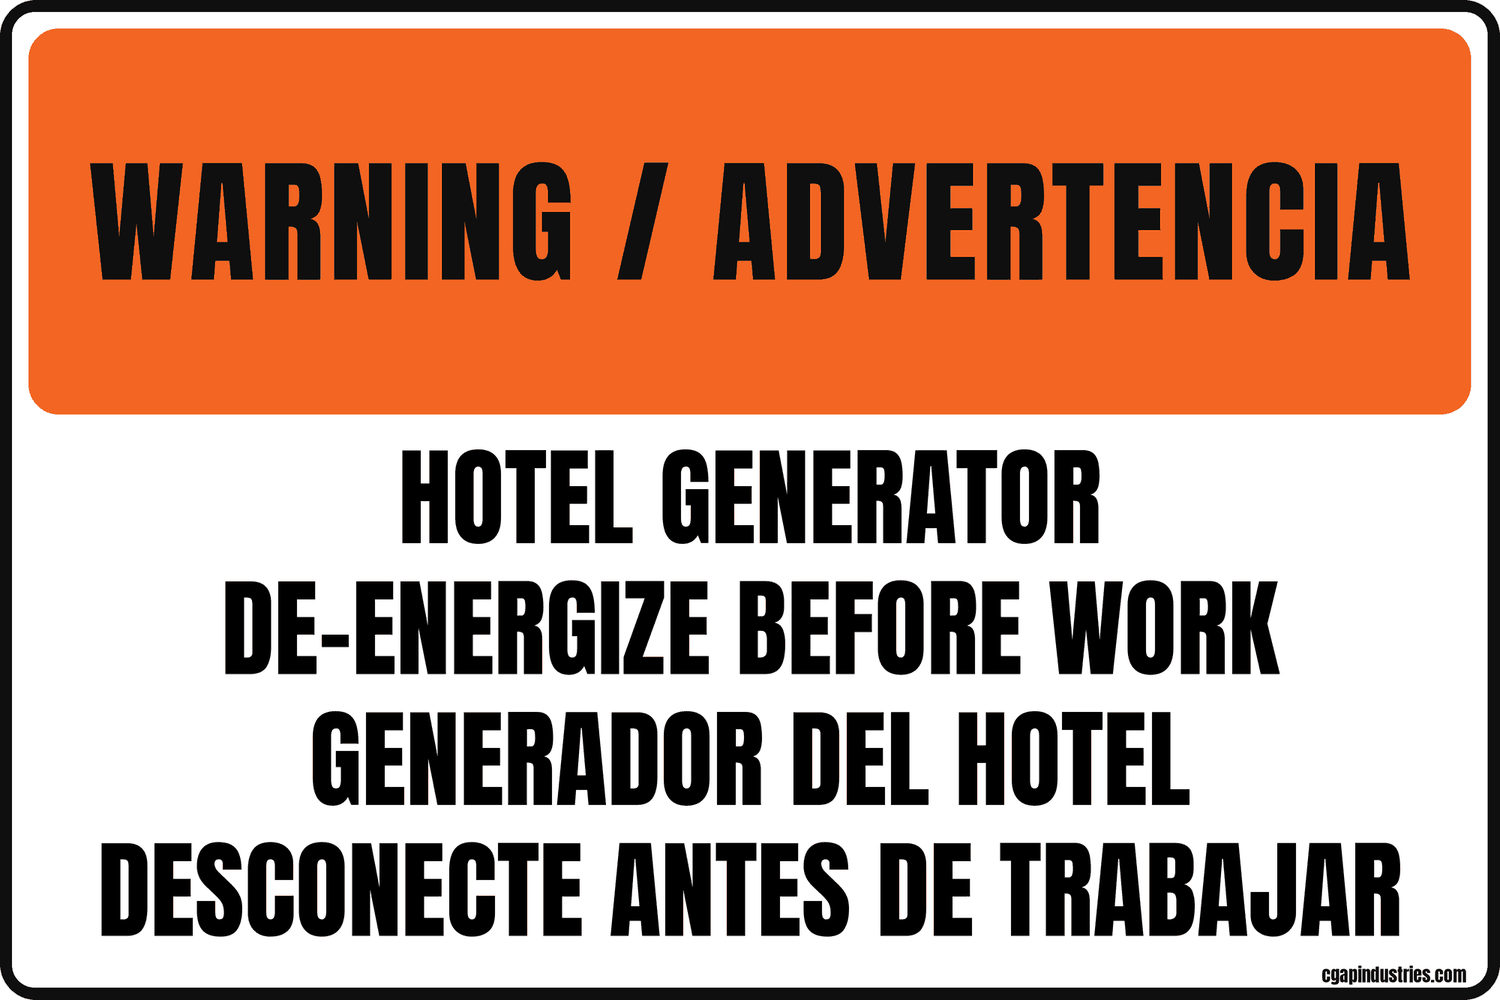 WARNING / ADVERTENCIA
HOTEL GENERATOR
DE-ENERGIZE BEFORE WORK
GENERADOR DEL HOTEL
DESCONECTE ANTES DE TRABAJAR
cgapindustries.com